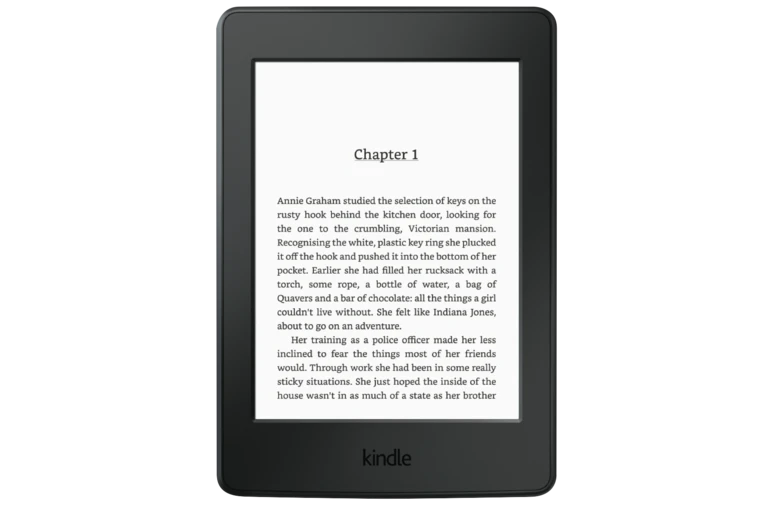 Chapter 1
Annie Graham studied the selection of keys on the
rusty hook behind the kitchen door, looking for
the one to the crumbling, Victorian mansion.
Recognising the white, plastic key ring she plucked
it off the hook and pushed it into the bottom of her
pocket. Earlier she had filled her rucksack with a
torch, some rope, a bottle of water, a bag of
Quavers and a bar of chocolate: all the things a girl
couldn't live without. She felt like Indiana Jones,
about to go on an adventure.
Her training as a police officer made her less
inclined to fear the things most of her friends
would. Through work she had been in some really
sticky situations. She just hoped the inside of the
house wasn't in as much of a state as her brother
kindle